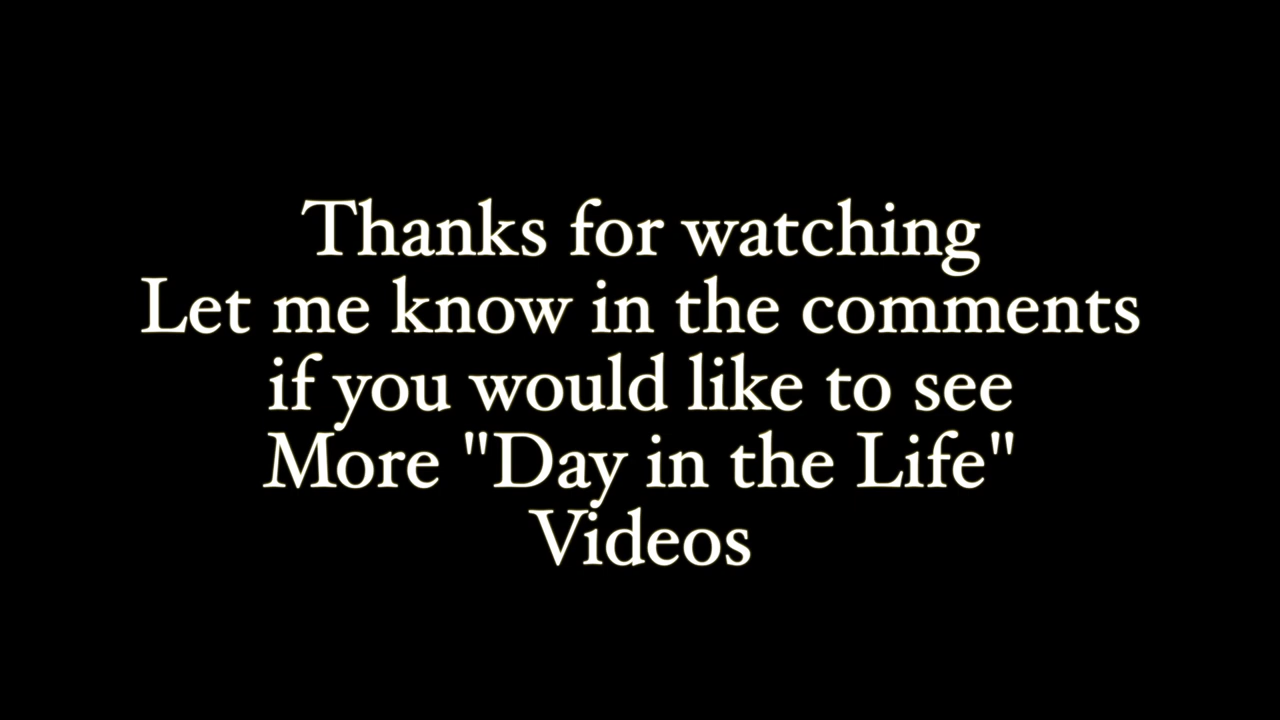 Thanks for watching
Let me know in the comments
if you would like to see
More "Day in the Life"
Videos